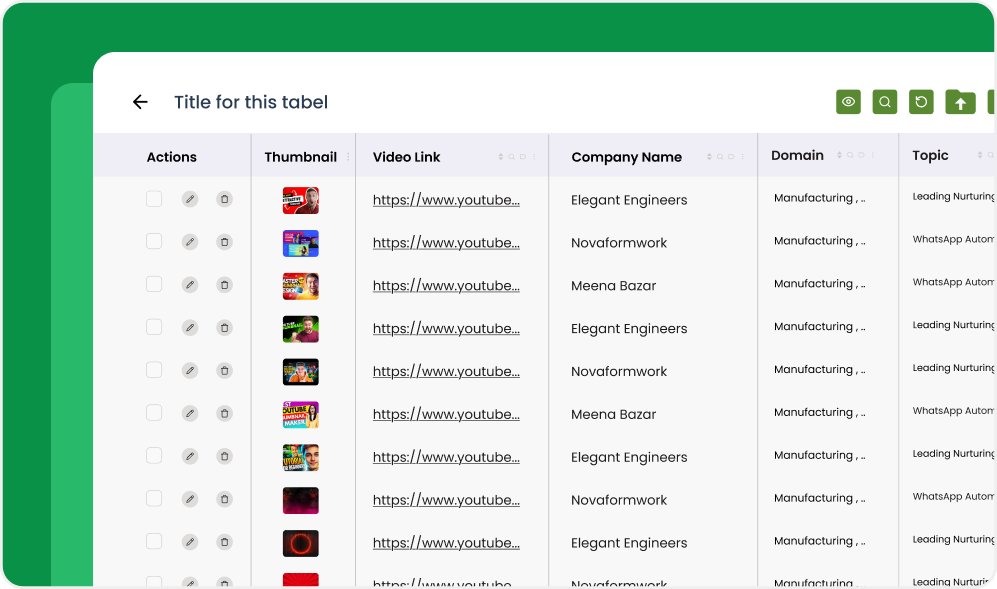 Title for this tabel
Actions Thumbnail Video Link Company Name Domain Topic
https://www.youtube... Elegant Engineers Manufacturing , .. Leading Nurturing
https://www.youtube... Novaformwork Manufacturing , .. WhatsApp Autom
https://www.youtube... Meena Bazar Manufacturing , .. WhatsApp Autom
https://www.youtube... Elegant Engineers Manufacturing , .. Leading Nurturing
https://www.youtube... Novaformwork Manufacturing , .. Leading Nurturing
https://www.youtube... Meena Bazar Manufacturing , .. WhatsApp Autom
https://www.youtube... Elegant Engineers Manufacturing , .. Leading Nurturing
https://www.youtube... Novaformwork Manufacturing , .. WhatsApp Autom
https://www.youtube... Elegant Engineers Manufacturing , .. Leading Nurturing
https://www.youtube... Novaformwork Manufacturing , .. Leading Nurturin